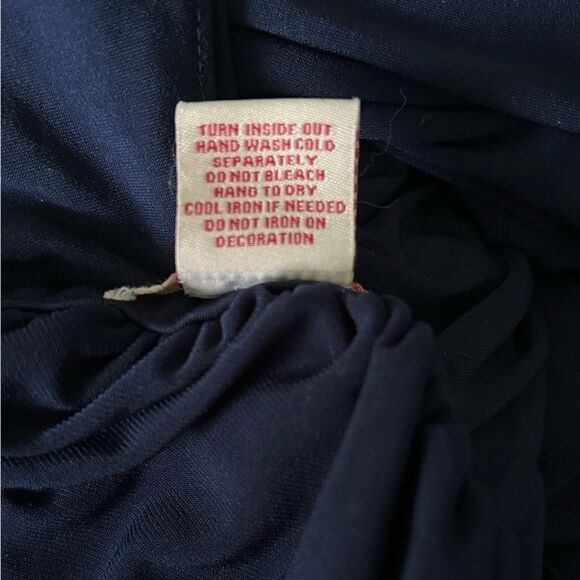 TURN INSIDE OUT
HAND WASH COLD
SEPARATELY
DO NOT BLEACH
HANG TO DRY
COOL IRON IF NEEDED
DO NOT IRON ON
DECORATION